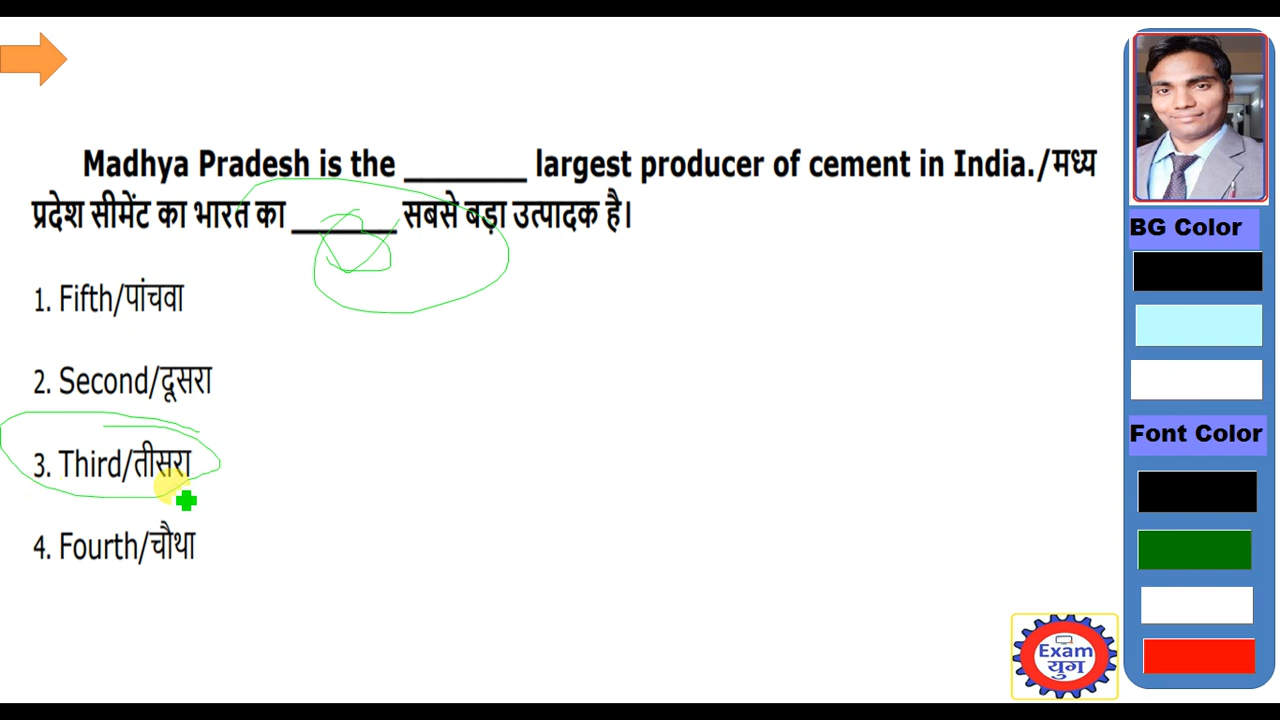 Madhya Pradesh is the ________ largest producer of cement in India./मध्य
प्रदेश सीमेंट का भारत का ________ सबसे बड़ा उत्पादक है।
1. Fifth/पांचवा
2. Second/दूसरा
3. Third/तीसरा
4. Fourth/चौथा
BG Color
Font Color
Exam
युग